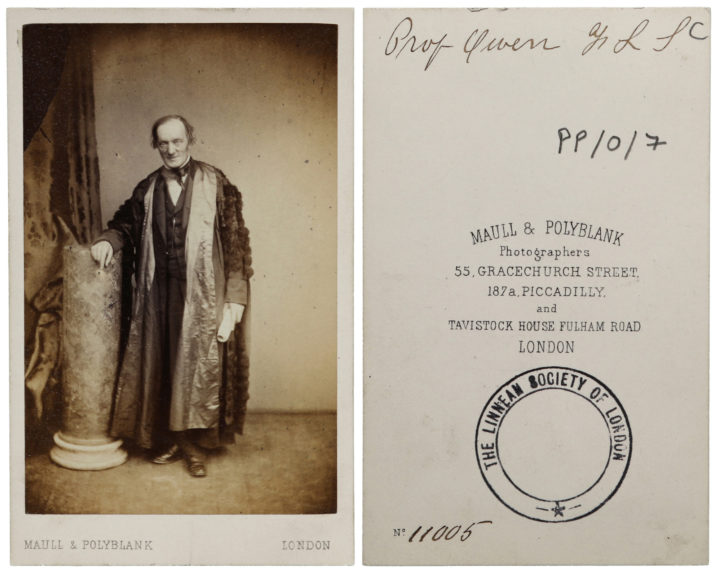 MAULL & POLYBLANK LONDON
Prof Owen FLS
PP/O/7
MAULL & POLYBLANK
Photographers
55, GRACECHURCH STREET,
187a, PICCADILLY,
and
TAVISTOCK HOUSE FULHAM ROAD
LONDON
THE LINNEAN SOCIETY OF LONDON
No 11005